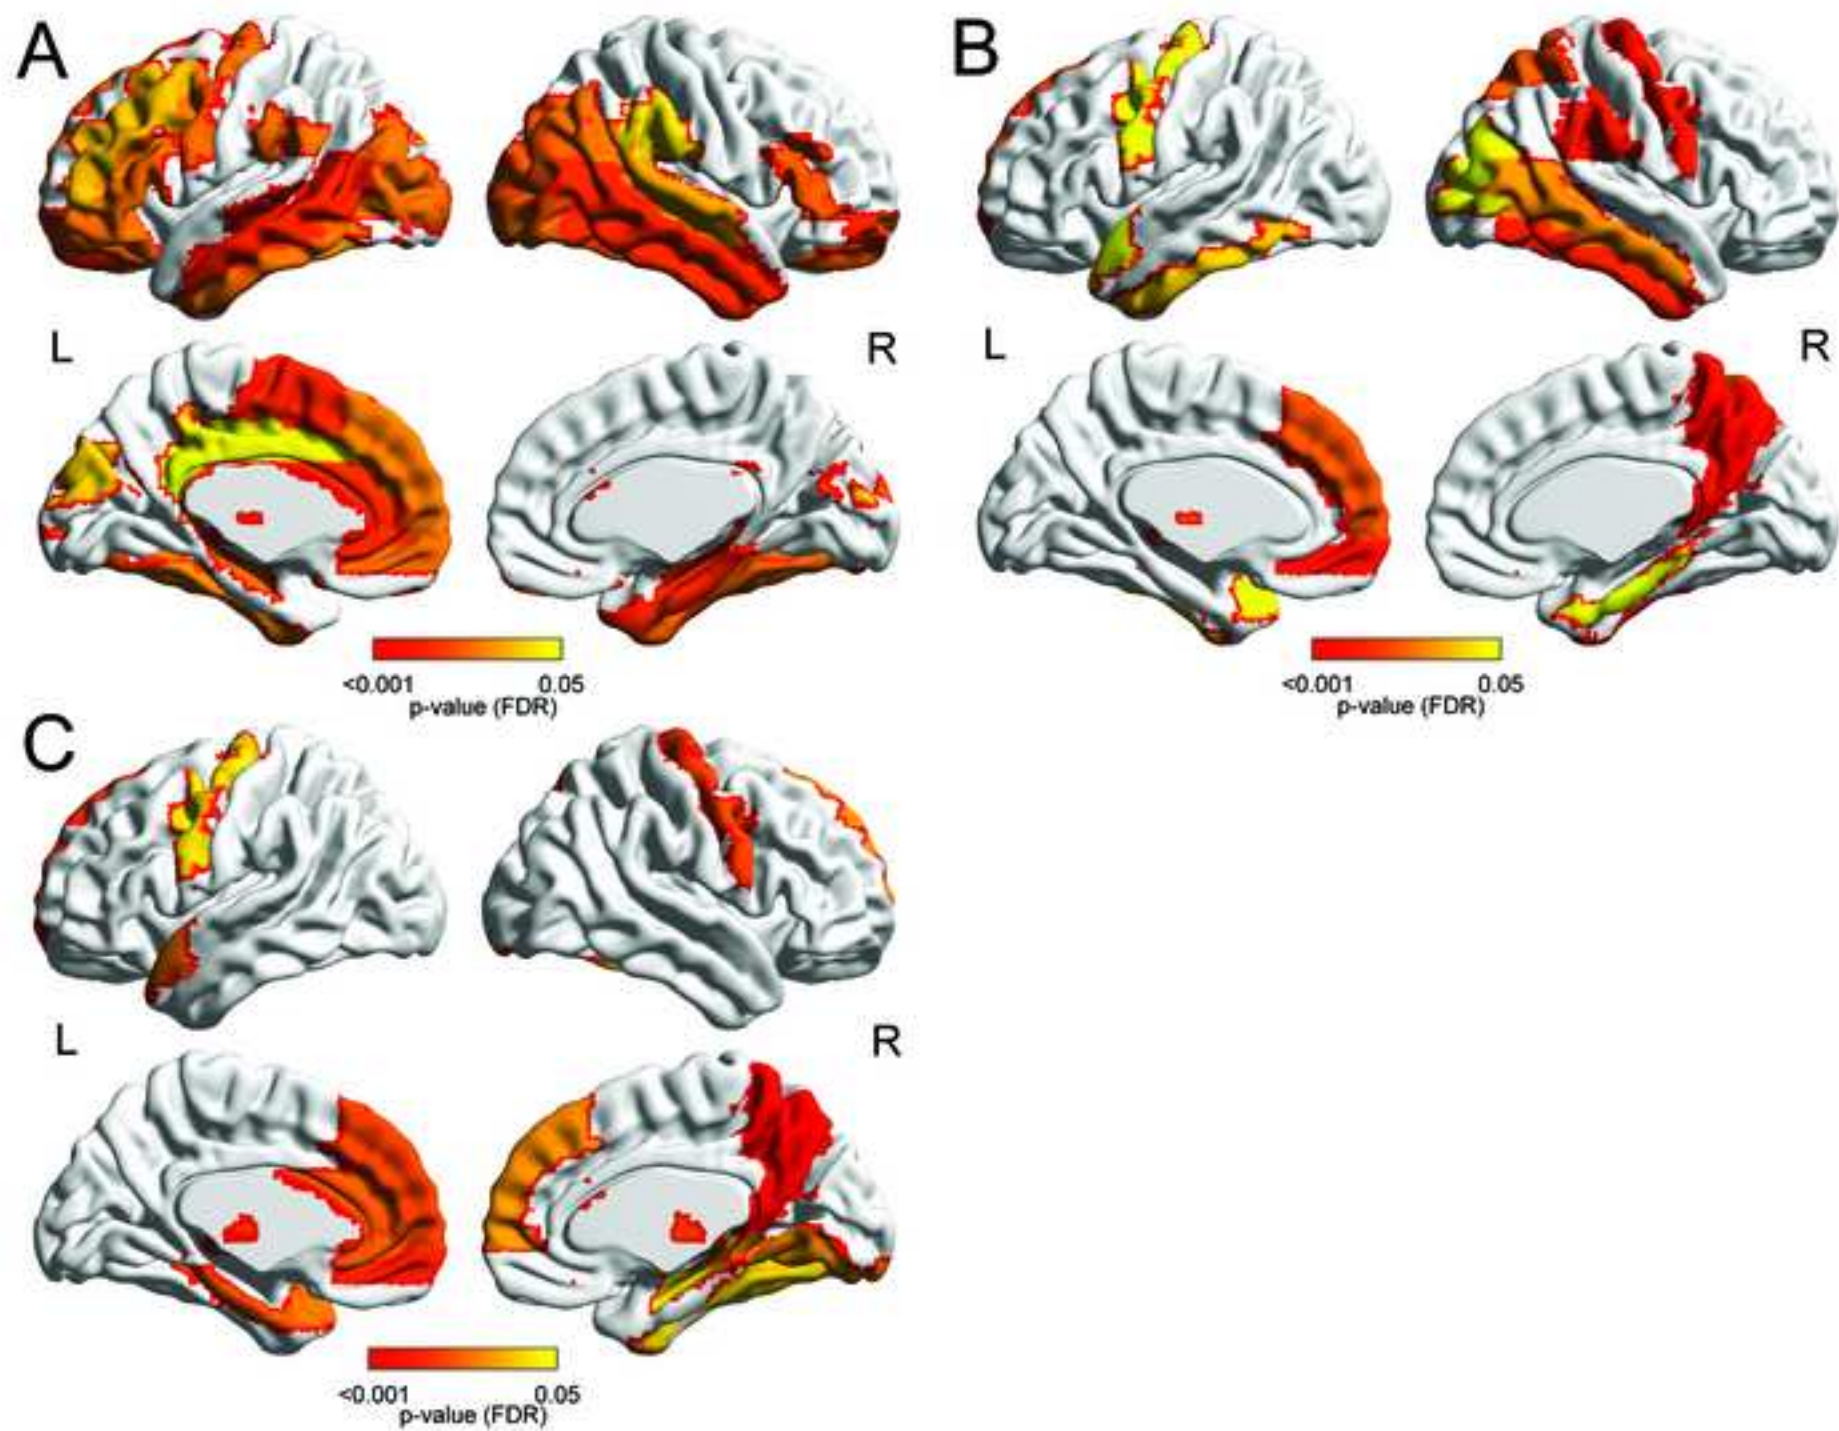 A
B
L
R
L
R
<0.001
0.05
p-value (FDR)
<0.001
0.05
p-value (FDR)
C
L
R
<0.001
0.05
p-value (FDR)